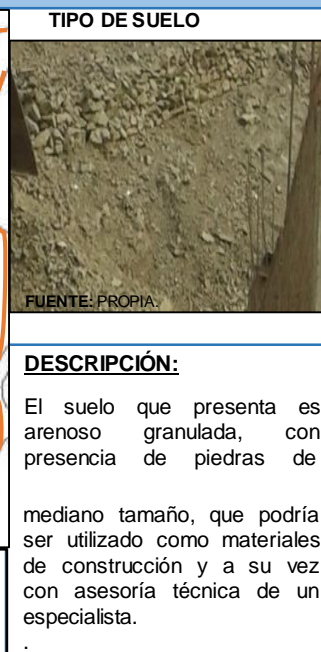 TIPO DE SUELO
FUENTE: PROPIA.
DESCRIPCIÓN:
El suelo que presenta es
arenoso granulada, con
presencia de piedras de
mediano tamaño, que podría
ser utilizado como materiales
de construcción y a su vez
con asesoría técnica de un
especialista.
.